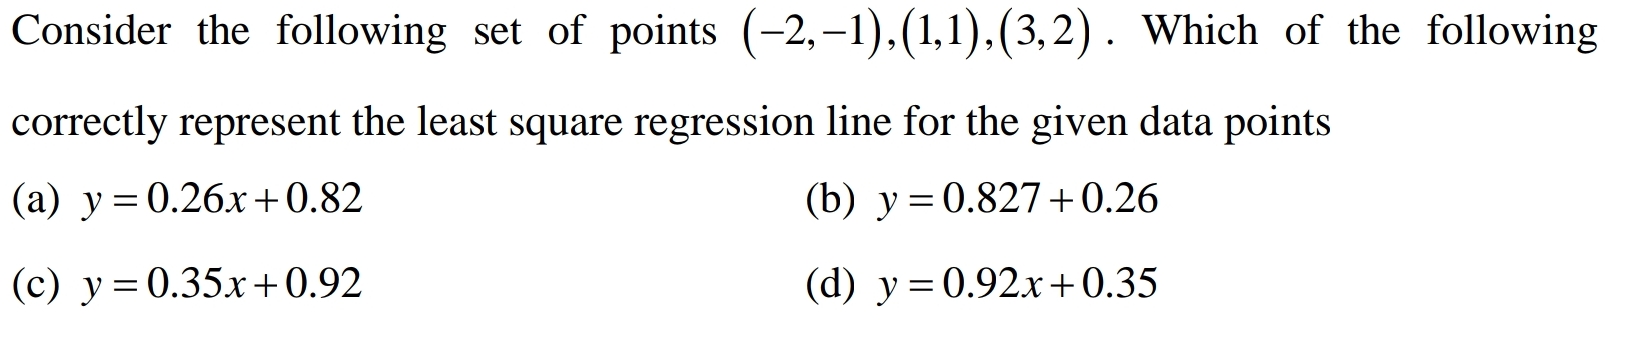 Consider the following set of points (−2,−1),(1,1),(3,2). Which of the following
correctly represent the least square regression line for the given data points
(a) y = 0.26x + 0.82 (b) y = 0.827 + 0.26
(c) y = 0.35x + 0.92 (d) y = 0.92x + 0.35